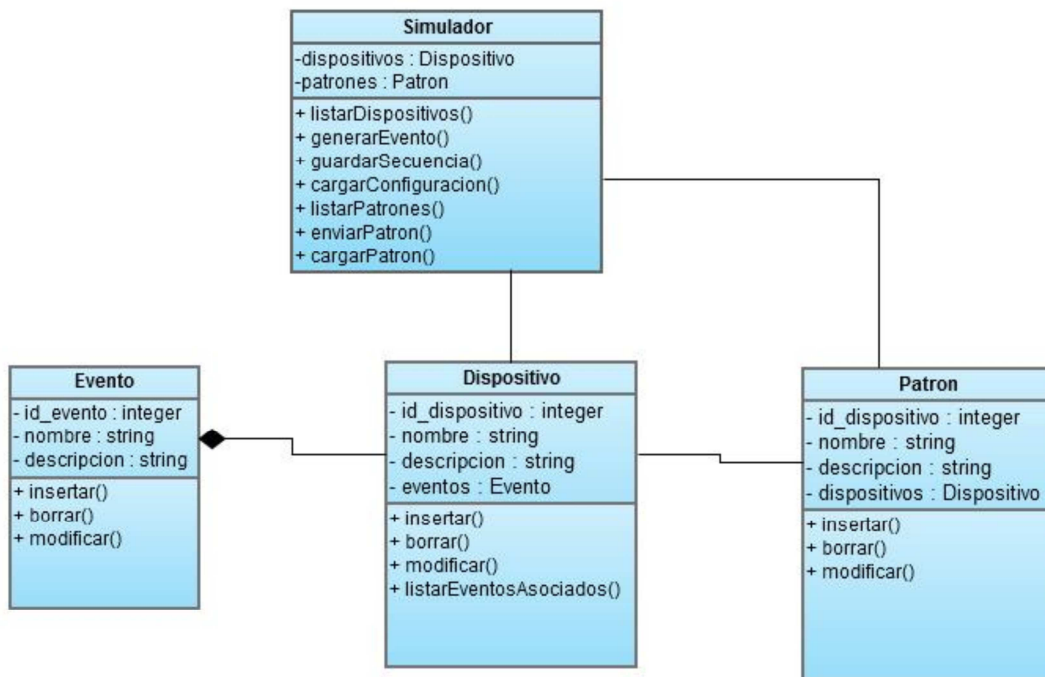 Simulador
-dispositivos : Dispositivo
-patrones : Patron
+ listarDispositivos()
+ generarEvento()
+ guardarSecuencia()
+ cargarConfiguracion()
+ listarPatrones()
+ enviarPatron()
+ cargarPatron()
Evento
- id_evento : integer
- nombre : string
- descripcion : string
+ insertar()
+ borrar()
+ modificar()
Dispositivo
- id_dispositivo : integer
- nombre : string
- descripcion : string
- eventos : Evento
+ insertar()
+ borrar()
+ modificar()
+ listarEventosAsociados()
Patron
- id_dispositivo : integer
- nombre : string
- descripcion : string
- dispositivos : Dispositivo
+ insertar()
+ borrar()
+ modificar()